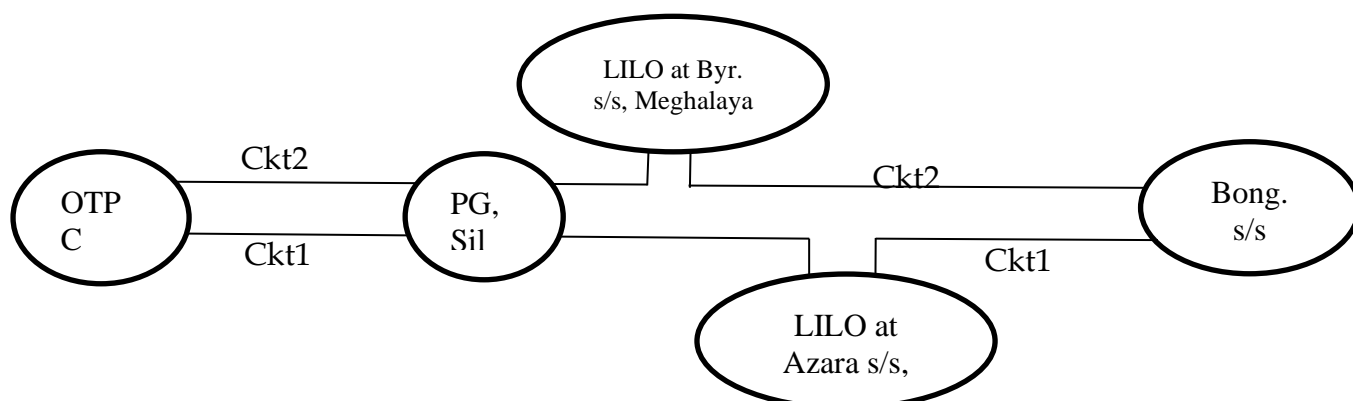 LILO at Byr.
s/s, Meghalaya
Ckt2
Ckt2
OTP
C
PG,
Sil
Bong.
s/s
Ckt1
Ckt1
LILO at
Azara s/s,